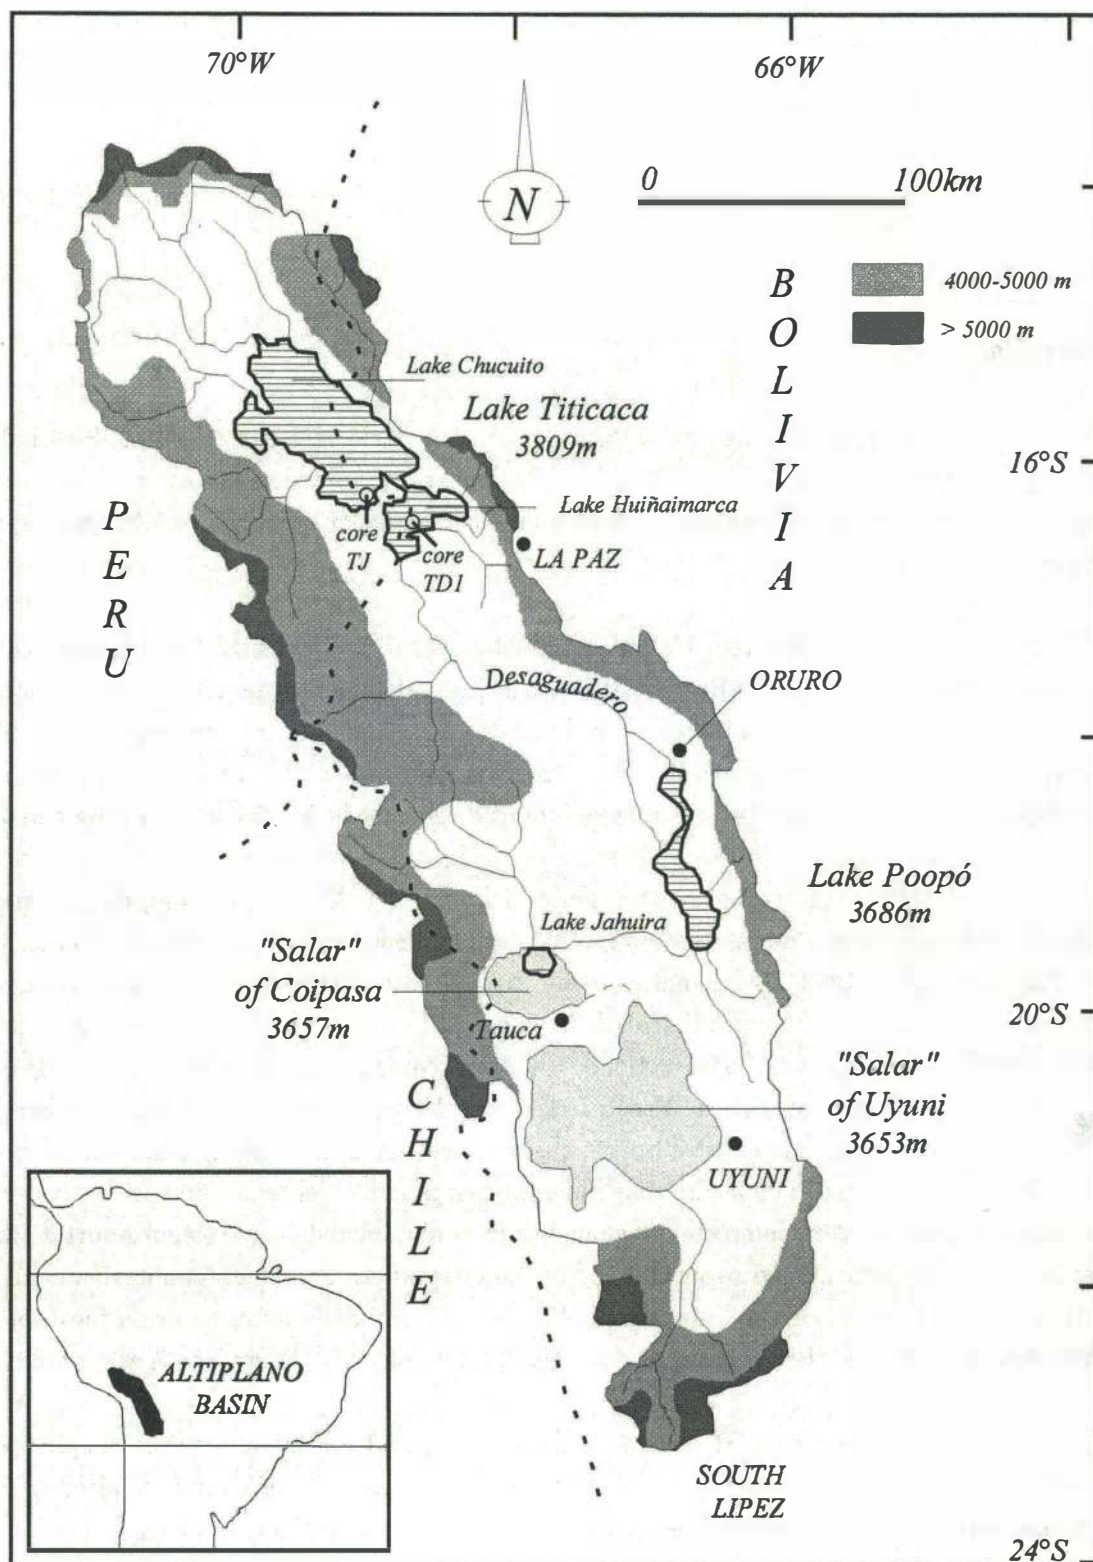 70°W
66°W
N
0
100km
B
O
L
I
V
I
A
4000-5000 m
> 5000 m
Lake Chucuito
Lake Titicaca
3809m
16°S
P
E
R
U
Lake Huiñaimarca
core
TJ
core
TD1
LA PAZ
Desaguadero
ORURO
Lake Poopó
3686m
Lake Jahuira
"Salar"
of Coipasa
3657m
Tauca
20°S
"Salar"
of Uyuni
3653m
C
H
I
L
E
UYUNI
ALTIPLANO
BASIN
SOUTH
LIPEZ
24°S